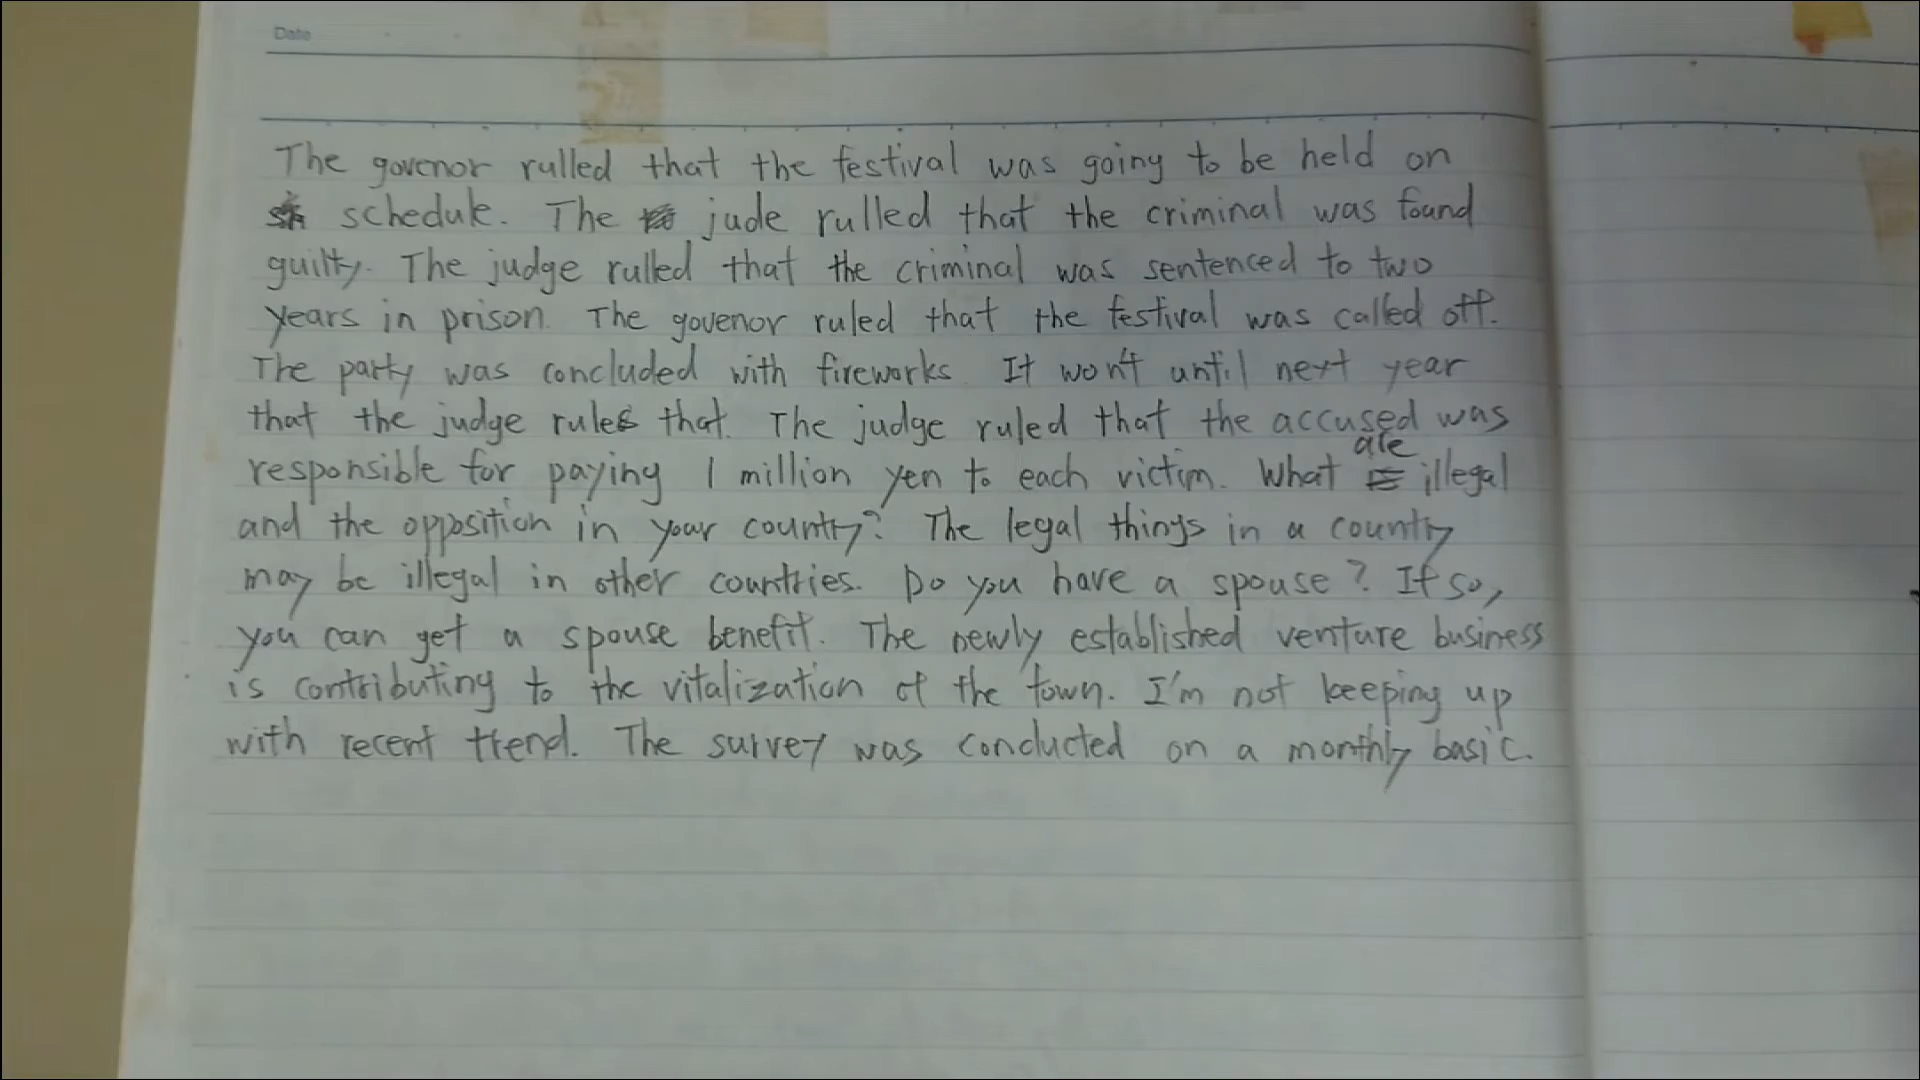 Date
The govenor rulled that the festival was going to be held on
schedule. The jude rulled that the criminal was found
guilty. The judge rulled that the criminal was sentenced to two
years in prison. The govenor ruled that the festival was called off.
The party was concluded with fireworks. It won't until next year
that the judge rules that. The judge ruled that the accused was
responsible for paying 1 million yen to each victim. What are illegal
and the opposition in your country? The legal things in a country
may be illegal in other countries. Do you have a spouse? If so,
you can get a spouse benefit. The newly established venture business
is contributing to the vitalization of the town. I'm not keeping up
with recent trend. The survey was conducted on a monthly basic.